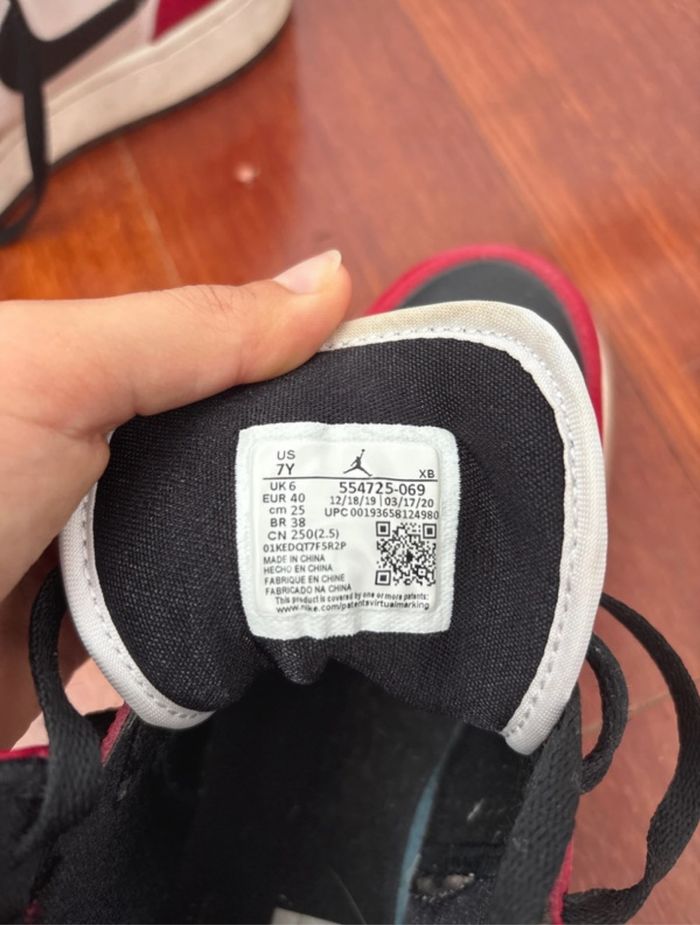 US
7Y
XB
UK 6
EUR 40
cm 25
BR 38
CN 250(2.5)
554725-069
12/18/19 03/17/20
UPC 00193658124980
01KEDQT7F5R2P
MADE IN CHINA
HECHO EN CHINA
FABRIQUE EN CHINE
FABRICADO NA CHINA
This product is covered by one or more patents:
www.nike.com/patentsvirtualmarking